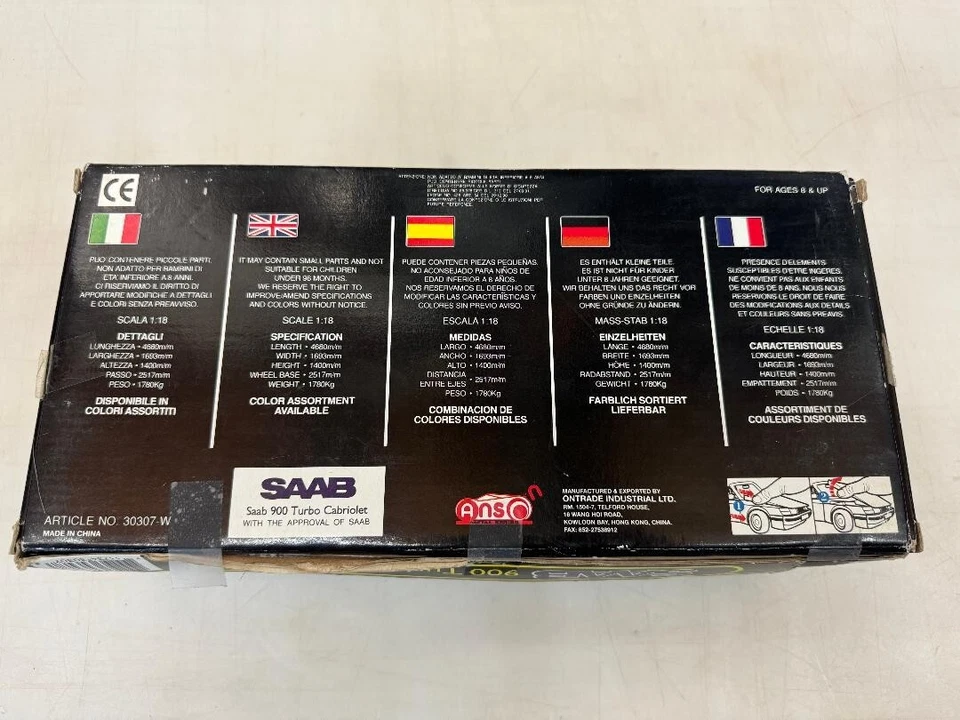 CE
FOR AGES 8 & UP
PUO' CONTENERE PICCOLE PARTI.
NON ADATTO PER BAMBINI DI
ETA' INFERIORE A 8 ANNI.
CI RISERVIAMO IL DIRITTO DI
APPORTARE MODIFICHE A DETTAGLI
E COLORI SENZA PREAVVISO.
SCALA 1:18
DETTAGLI
LUNGHEZZA • 4680m/m
LARGHEZZA • 1693m/m
ALTEZZA • 1400m/m
PASSO • 2517m/m
PESO • 1780Kg
DISPONIBILE IN
COLORI ASSORTITI
IT MAY CONTAIN SMALL PARTS AND NOT
SUITABLE FOR CHILDREN
UNDER 96 MONTHS.
WE RESERVE THE RIGHT TO
IMPROVE/AMEND SPECIFICATIONS
AND COLORS WITHOUT NOTICE.
SCALE 1:18
SPECIFICATION
LENGTH • 4680m/m
WIDTH • 1693m/m
HEIGHT • 1400m/m
WHEEL BASE • 2517m/m
WEIGHT • 1780Kg
COLOR ASSORTMENT
AVAILABLE
PUEDE CONTENER PIEZAS PEQUEÑAS.
NO ACONSEJADO PARA NIÑOS DE
EDAD INFERIOR A 8 AÑOS.
NOS RESERVAMOS EL DERECHO DE
MODIFICAR LAS CARACTERÍSTICAS Y
COLORES SIN PREVIO AVISO.
ESCALA 1:18
MEDIDAS
LARGO • 4680m/m
ANCHO • 1693m/m
ALTO • 1400m/m
DISTANCIA
ENTRE EJES • 2517m/m
PESO • 1780Kg
COMBINACION DE
COLORES DISPONIBLES
ES ENTHÄLT KLEINE TEILE.
ES IST NICHT FÜR KINDER
UNTER 8 JAHREN GEEIGNET.
WIR BEHALTEN UNS DAS RECHT VOR
FARBEN UND EINZELHEITEN
OHNE GRÜNDE ZU ÄNDERN.
MASS-STAB 1:18
EINZELHEITEN
LÄNGE • 4680m/m
BREITE • 1693m/m
HÖHE • 1400m/m
RADABSTAND • 2517m/m
GEWICHT • 1780Kg
FARBLICH SORTIERT
LIEFERBAR
PRESENCE D'ELEMENTS
SUSCEPTIBLES D'ETRE INGERES.
NE CONVIENT PAS AUX ENFANTS
DE MOINS DE 8 ANS. NOUS NOUS
RESERVONS LE DROIT DE FAIRE
DES MODIFICATIONS AUX DETAILS
ET COULEURS SANS PREAVIS.
ECHELLE 1:18
CARACTERISTIQUES
LONGUEUR • 4680m/m
LARGEUR • 1693m/m
HAUTEUR • 1400m/m
EMPATTEMENT • 2517m/m
POIDS • 1780Kg
ASSORTIMENT DE
COULEURS DISPONIBLES
ARTICLE NO. 30307-W
MADE IN CHINA
SAAB
Saab 900 Turbo Cabriolet
WITH THE APPROVAL OF SAAB
Anson
MANUFACTURED & EXPORTED BY
ONTRADE INDUSTRIAL LTD.
RM. 1504-7, TELFORD HOUSE,
16 WANG HOI ROAD,
KOWLOON BAY, HONG KONG, CHINA.
FAX: 852-27538912
1
2
900